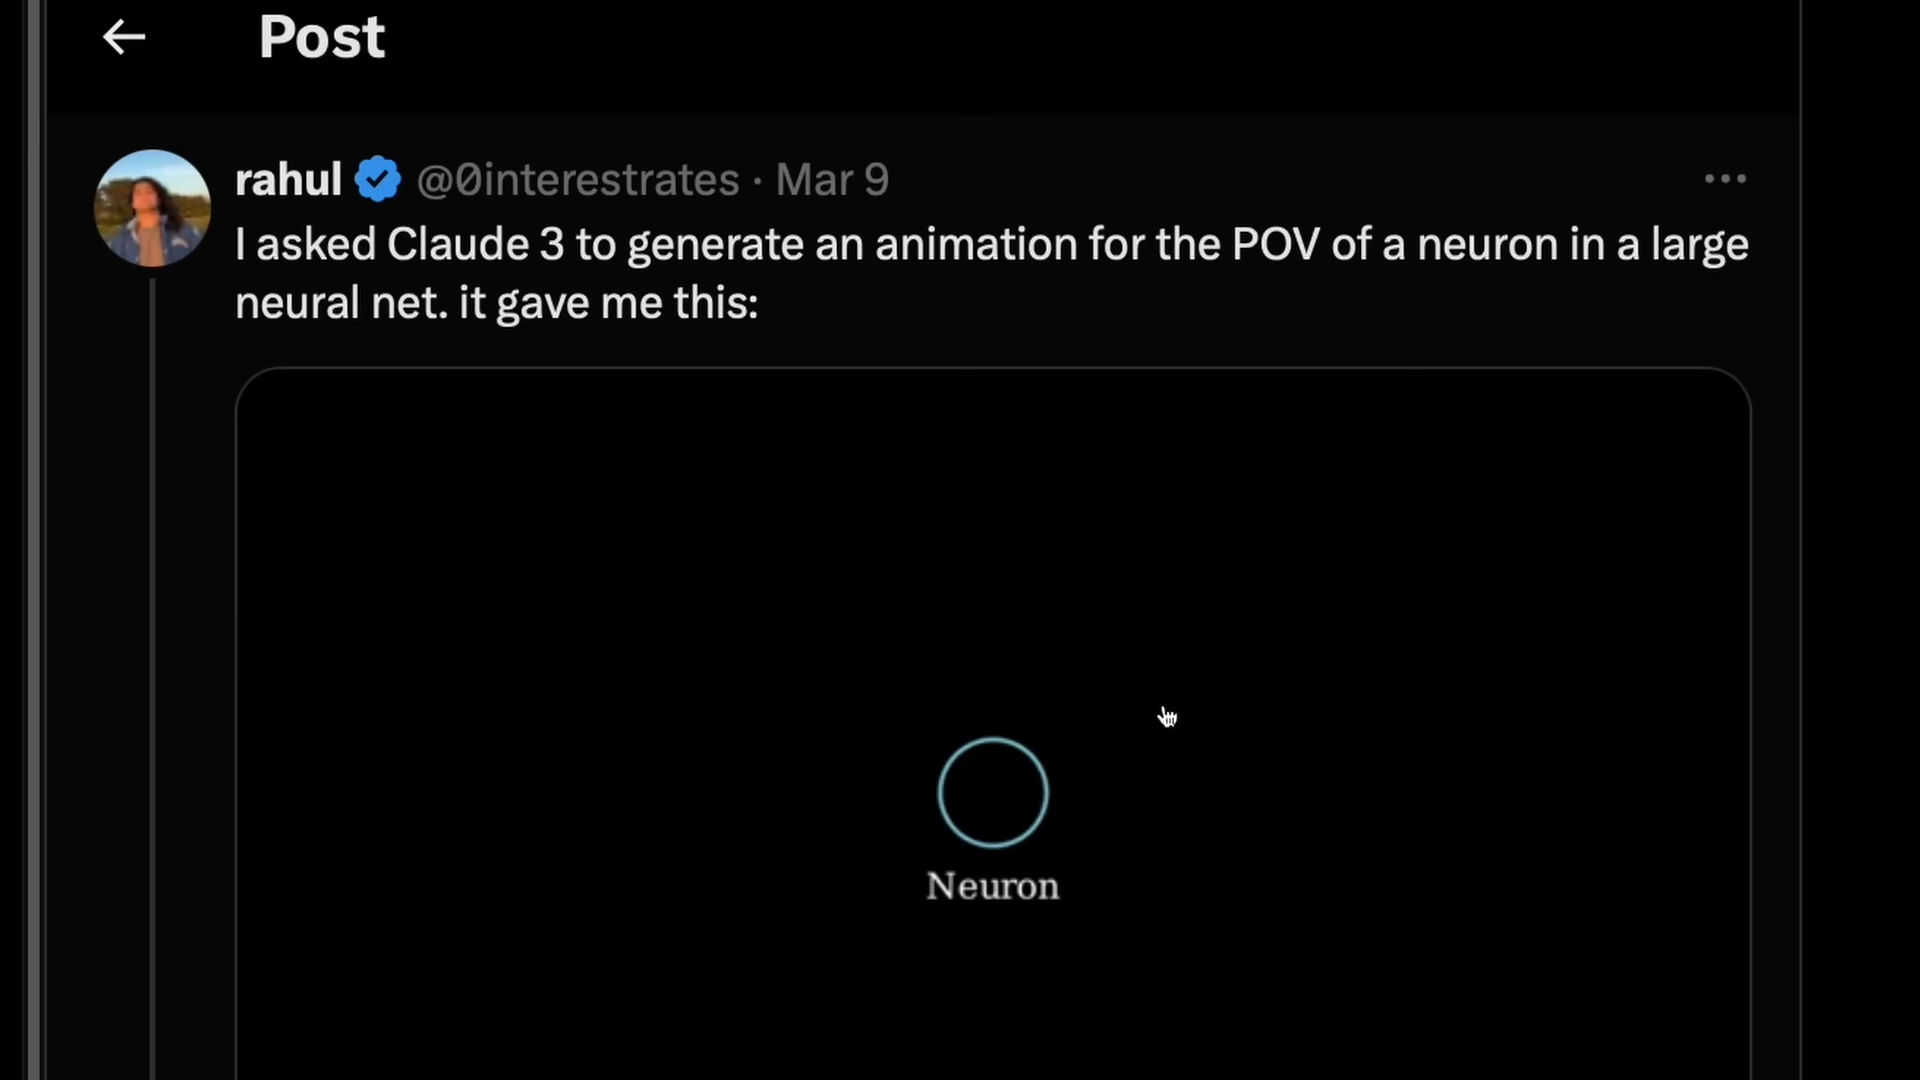 Post
rahul @0interestrates · Mar 9
I asked Claude 3 to generate an animation for the POV of a neuron in a large
neural net. it gave me this:
Neuron